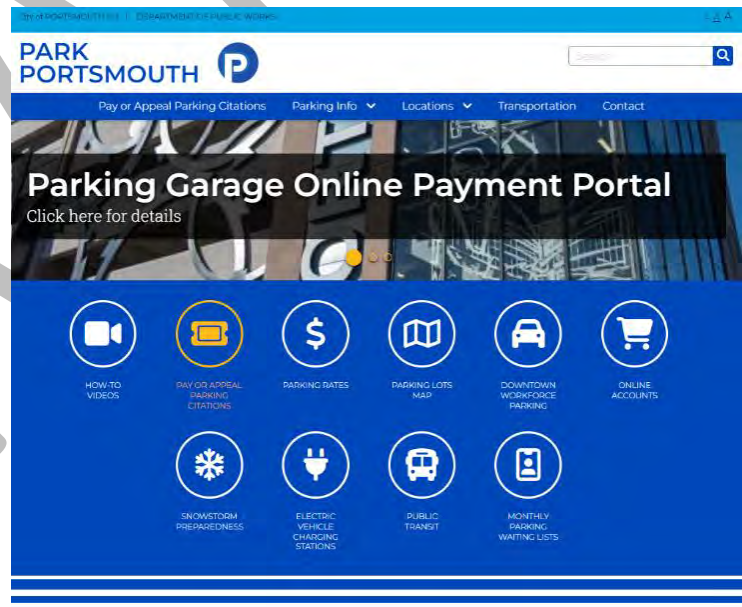 City of PORTSMOUTH NH | DEPARTMENT OF PUBLIC WORKS
A A A
PARK
PORTSMOUTH P
Search
Pay or Appeal Parking Citations Parking Info Locations Transportation Contact
Parking Garage Online Payment Portal
Click here for details
HOW-TO
VIDEOS
PAY OR APPEAL
PARKING
CITATIONS
PARKING RATES
PARKING LOTS
MAP
DOWNTOWN
WORKFORCE
PARKING
ONLINE
ACCOUNTS
SNOWSTORM
PREPAREDNESS
ELECTRIC
VEHICLE
CHARGING
STATIONS
PUBLIC
TRANSIT
MONTHLY
PARKING
WAITING LISTS